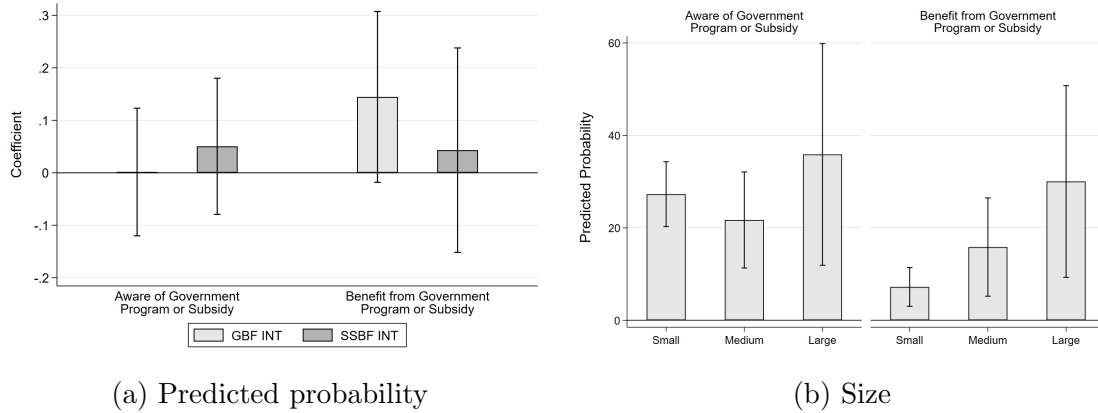 .3
.2
.1
0
-.1
-.2
Coefficient
Aware of Government
Program or Subsidy
Benefit from Government
Program or Subsidy
GBF INT
SSBF INT
(a) Predicted probability
Aware of Government
Program or Subsidy
Benefit from Government
Program or Subsidy
60
40
20
0
Predicted Probability
Small Medium Large
Small Medium Large
(b) Size